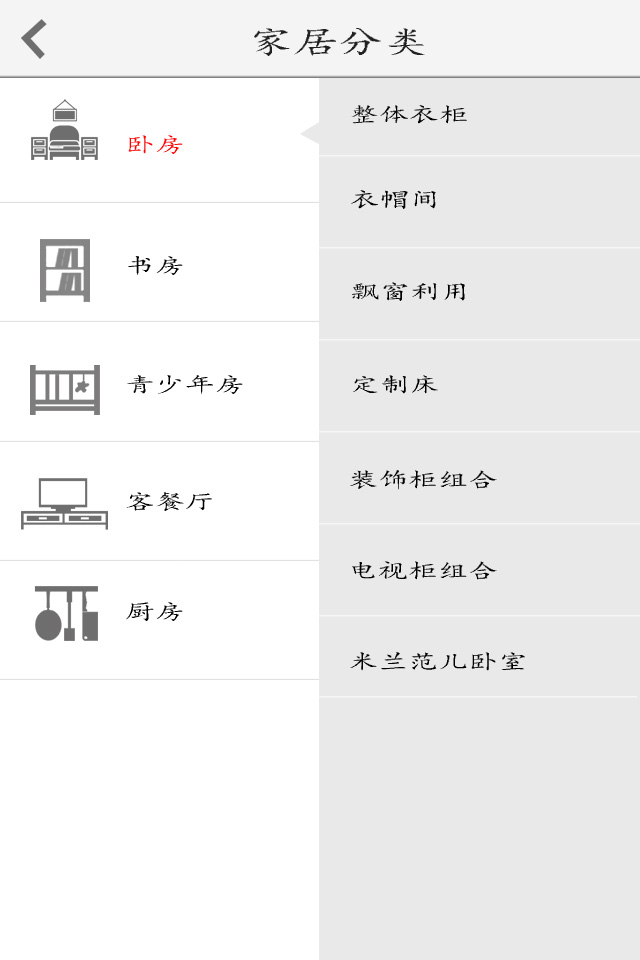 家居分类
卧房
书房
青少年房
客餐厅
厨房
整体衣柜
衣帽间
飘窗利用
定制床
装饰柜组合
电视柜组合
米兰范儿卧室